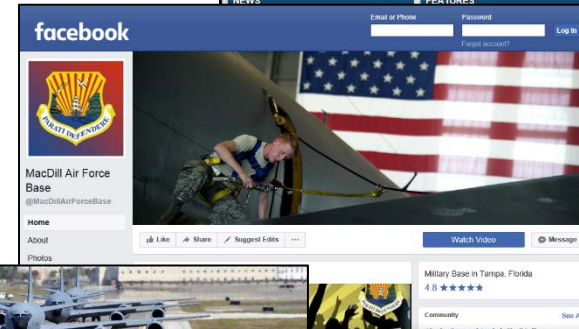 NEWS
FEATURES
facebook
Email or Phone
Password
Log In
Forgot account?
PARATI DEFENDERE
MacDill Air Force
Base
@MacDillAirForceBase
Home
About
Photos
Like
Share
Suggest Edits
Watch Video
Message
Military Base in Tampa, Florida
4.8 ★★★★★
Community
See A